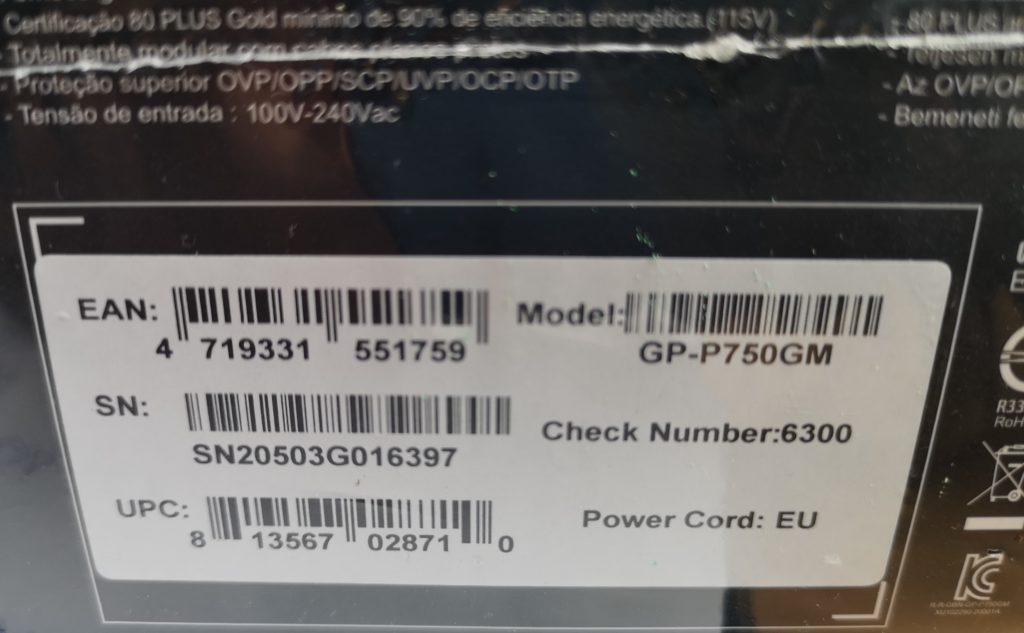 Certificação 80 PLUS Gold mínimo de 90% de eficiência energética (115V)
- Totalmente modular com cabos planos pretos
- Proteção superior OVP/OPP/SCP/UVP/OCP/OTP
- Tensão de entrada : 100V-240Vac
- 80 PLUS
- Teljesen
- Az OVP/OP
- Bemeneti fe
EAN:
4 719331 551759
Model:
GP-P750GM
SN:
SN20503G016397
Check Number:6300
UPC:
8 13567 02871 0
Power Cord: EU
R33
RoH